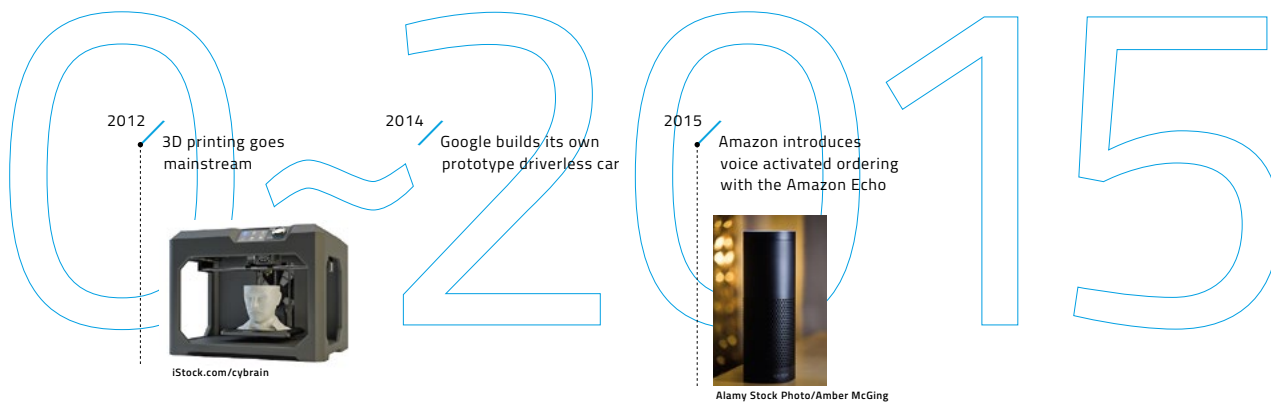 0~2015
2012
3D printing goes
mainstream
iStock.com/cybrain
2014
Google builds its own
prototype driverless car
2015
Amazon introduces
voice activated ordering
with the Amazon Echo
Alamy Stock Photo/Amber McGing